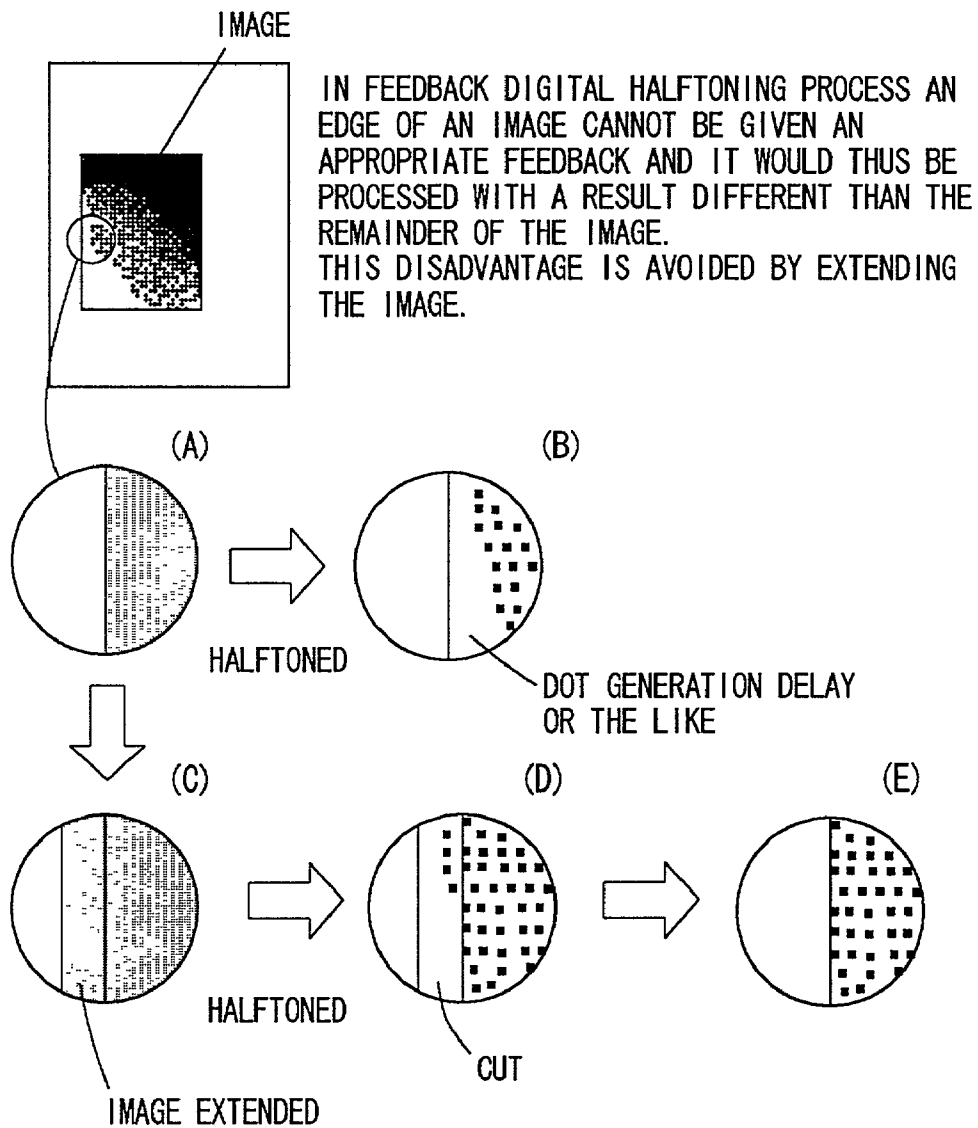 IMAGE
IN FEEDBACK DIGITAL HALFTONING PROCESS AN
EDGE OF AN IMAGE CANNOT BE GIVEN AN
APPROPRIATE FEEDBACK AND IT WOULD THUS BE
PROCESSED WITH A RESULT DIFFERENT THAN THE
REMAINDER OF THE IMAGE.
THIS DISADVANTAGE IS AVOIDED BY EXTENDING
THE IMAGE.
(A)
(B)
HALFTONED
DOT GENERATION DELAY
OR THE LIKE
(C)
(D)
(E)
HALFTONED
CUT
IMAGE EXTENDED